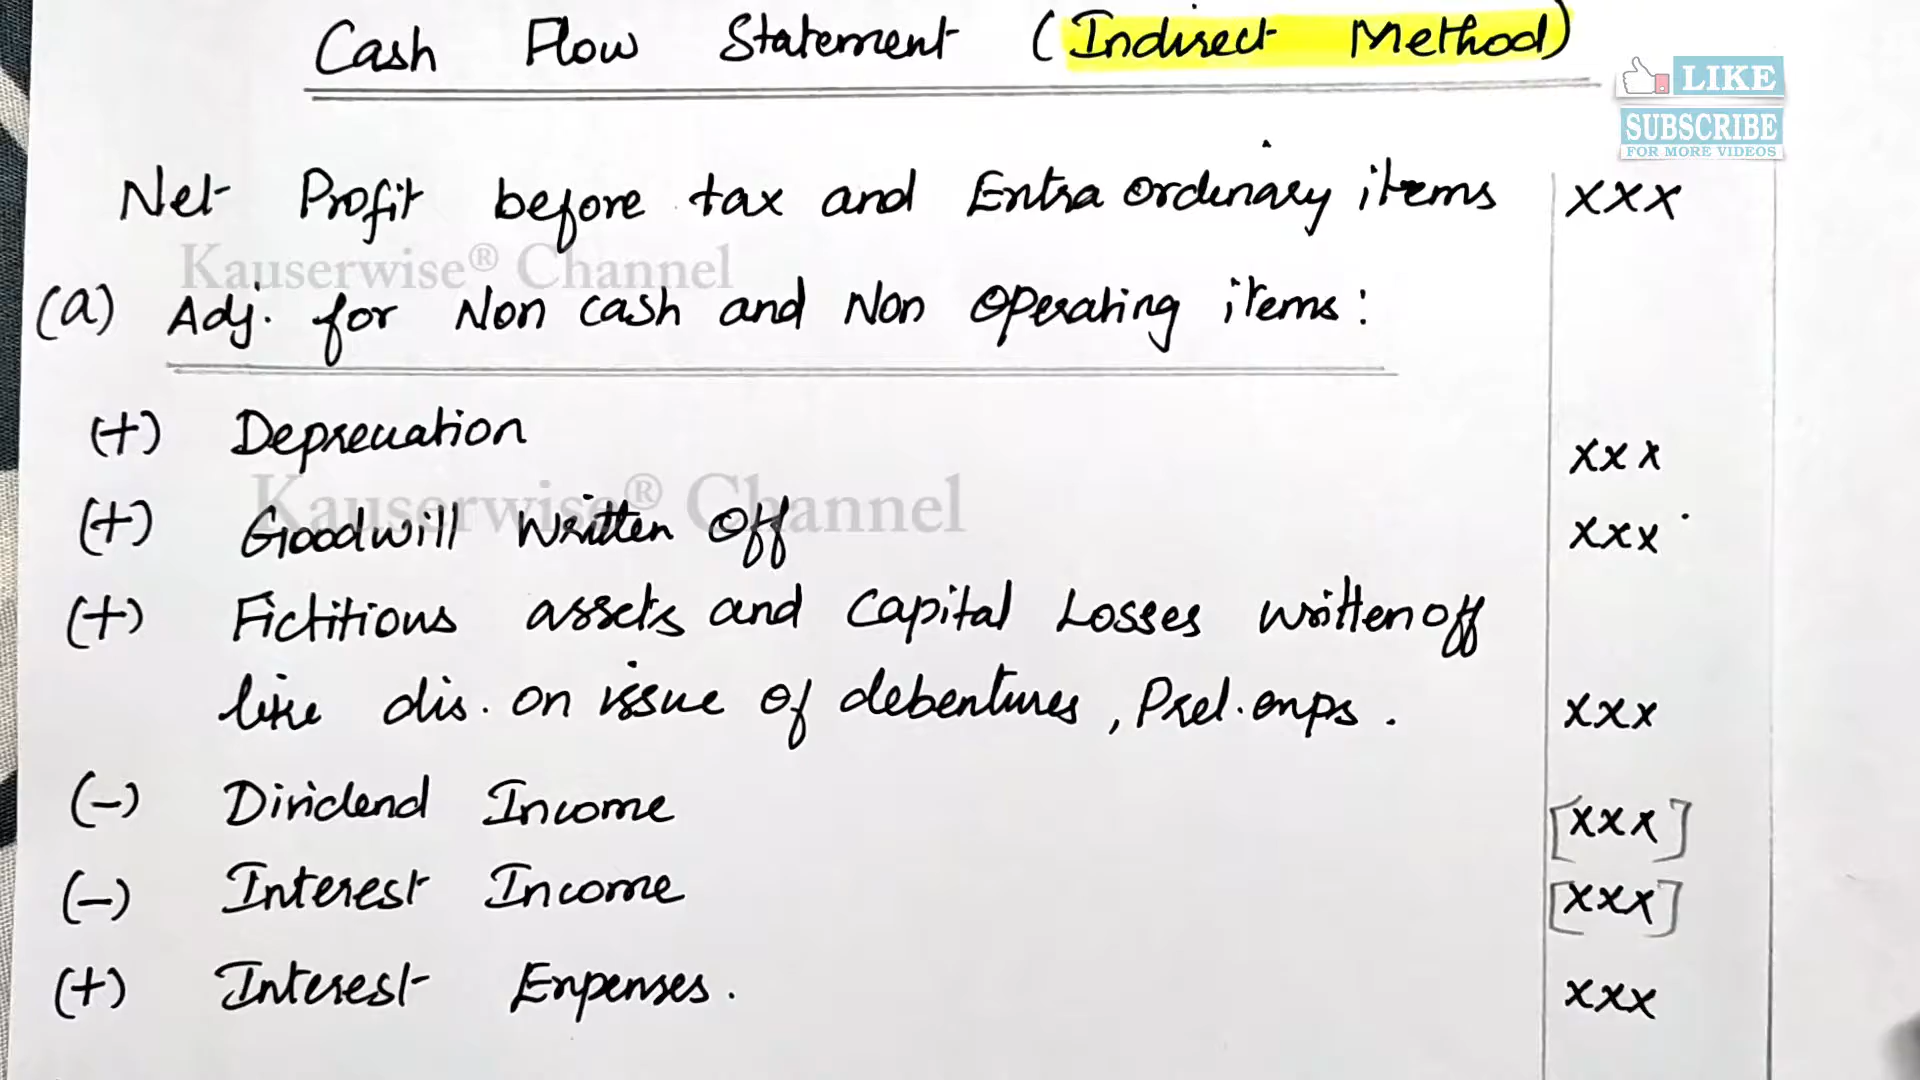 Cash Flow Statement (Indirect Method)
LIKE
SUBSCRIBE
FOR MORE VIDEOS
Net Profit before tax and Extra ordinary items xxx
Kauserwise® Channel
(a) Adj. for Non cash and Non Operating items:
(+) Depreciation xxx
Kauserwise® Channel
(+) Goodwill Written Off xxx
(+) Fictitious assets and Capital Losses written off
like dis. on issue of debentures, Prel. exps. xxx
(-) Dividend Income [xxx]
(-) Interest Income [xxx]
(+) Interest Expenses. xxx